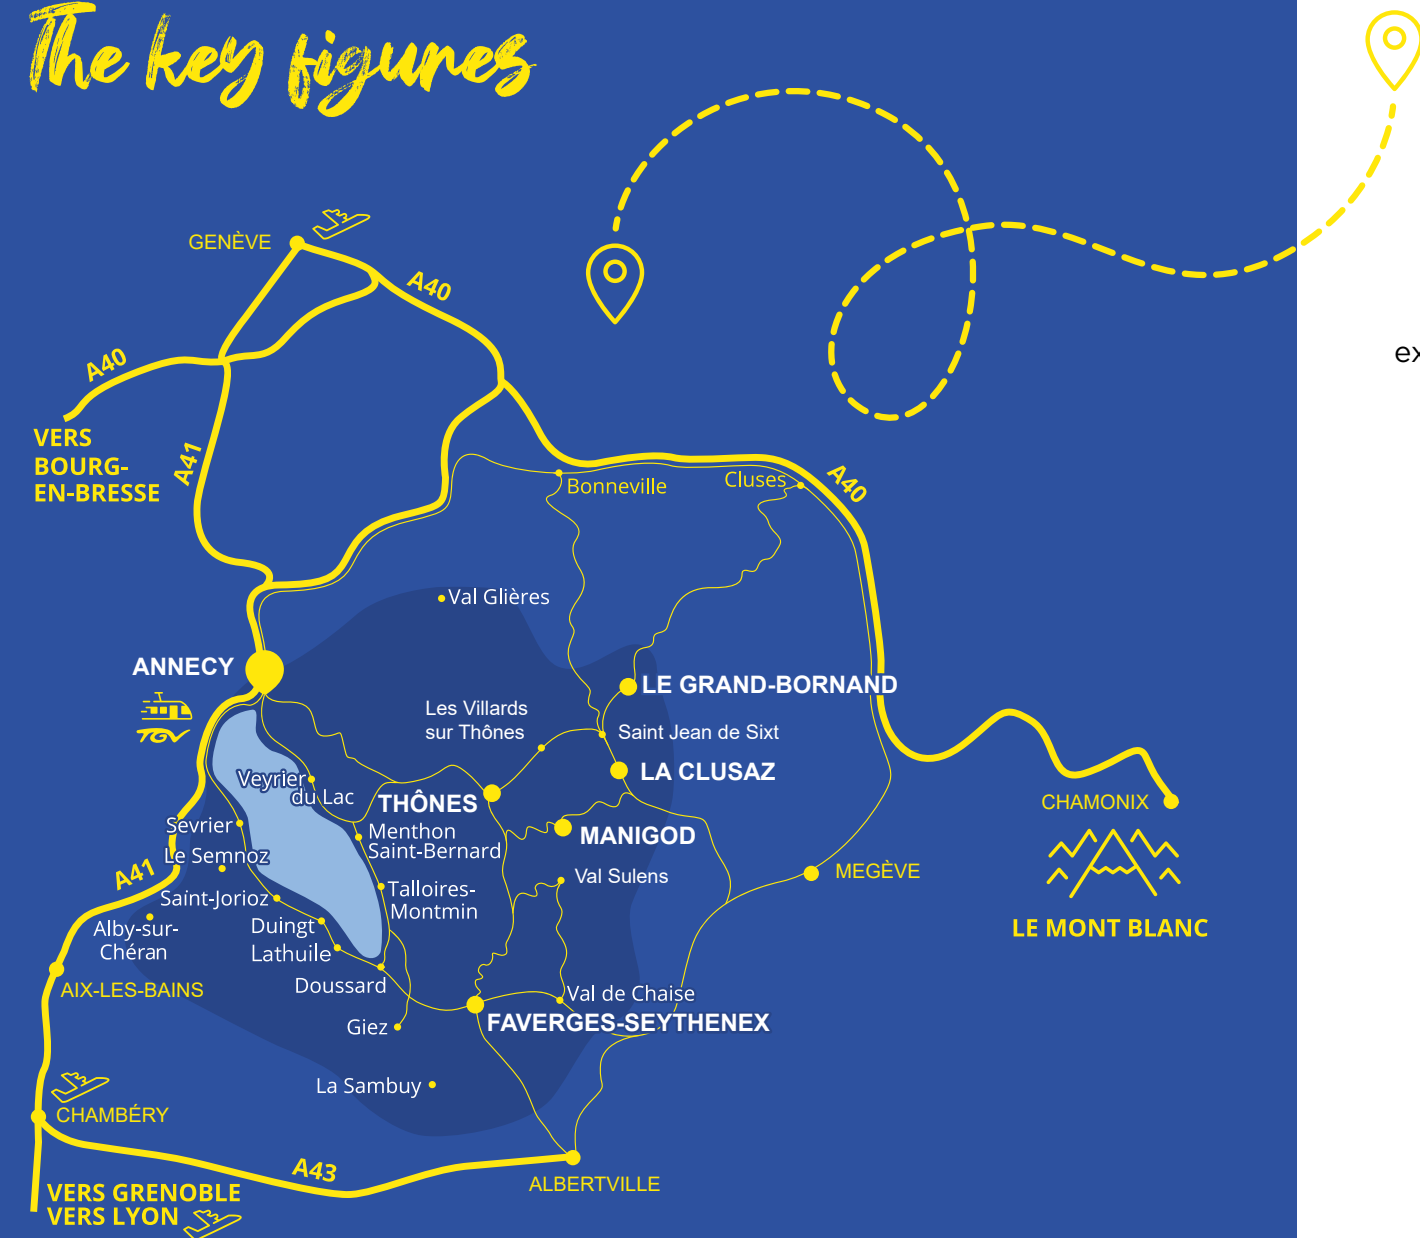 The key figures
GENÈVE
A40
A40
VERS
BOURG-
EN-BRESSE
A41
Bonneville
Cluses
A40
Val Glières
ANNECY
TGV
LE GRAND-BORNAND
Les Villards
sur Thônes
Saint Jean de Sixt
LA CLUSAZ
Veyrier
du Lac
THÔNES
CHAMONIX
Sevrier
Menthon
Saint-Bernard
MANIGOD
Le Semnoz
A41
MEGÈVE
Val Sulens
Saint-Jorioz
Talloires-
Montmin
LE MONT BLANC
Alby-sur-
Chéran
Duingt
Lathuile
AIX-LES-BAINS
Doussard
Val de Chaise
Giez
FAVERGES-SEYTHENEX
La Sambuy
CHAMBÉRY
A43
ALBERTVILLE
VERS GRENOBLE
VERS LYON
ex